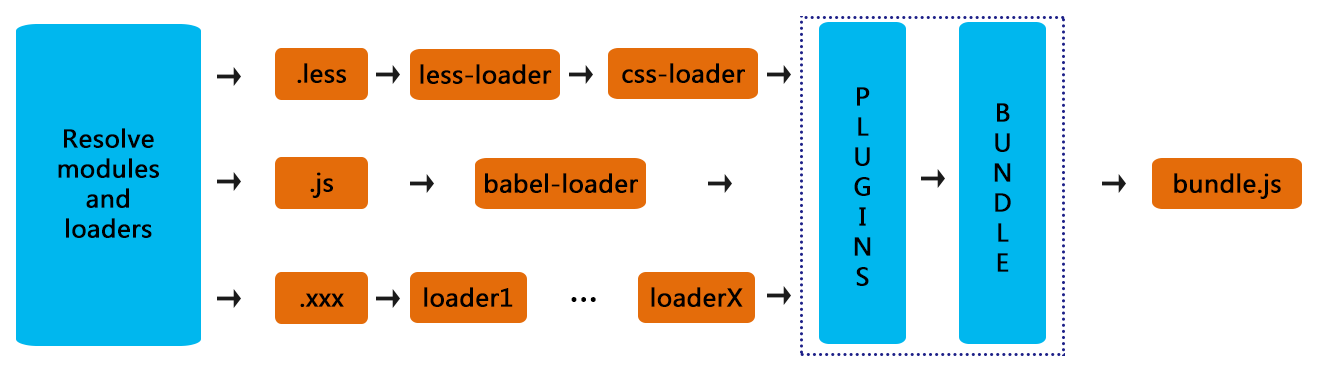 Resolve
modules
and
loaders
.less
less-loader
css-loader
.js
babel-loader
.xxx
loader1
...
loaderX
P
L
U
G
I
N
S
B
U
N
D
L
E
bundle.js